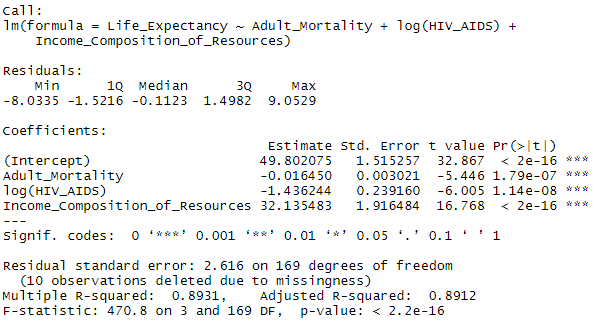 Call:
lm(formula = Life_Expectancy ~ Adult_Mortality + log(HIV_AIDS) +
    Income_Composition_of_Resources)
Residuals:
    Min      1Q  Median      3Q     Max
-8.0335 -1.5216 -0.1123  1.4982  9.0529
Coefficients:
                                 Estimate Std. Error t value Pr(>|t|)
(Intercept)                     49.802075   1.515257  32.867  < 2e-16 ***
Adult_Mortality                 -0.016450   0.003021  -5.446 1.79e-07 ***
log(HIV_AIDS)                   -1.436244   0.239160  -6.005 1.14e-08 ***
Income_Composition_of_Resources 32.135483   1.916484  16.768  < 2e-16 ***
---
Signif. codes:  0 ‘***’ 0.001 ‘**’ 0.01 ‘*’ 0.05 ‘.’ 0.1 ‘ ’ 1
Residual standard error: 2.616 on 169 degrees of freedom
  (10 observations deleted due to missingness)
Multiple R-squared:  0.8931,    Adjusted R-squared:  0.8912
F-statistic: 470.8 on 3 and 169 DF,  p-value: < 2.2e-16